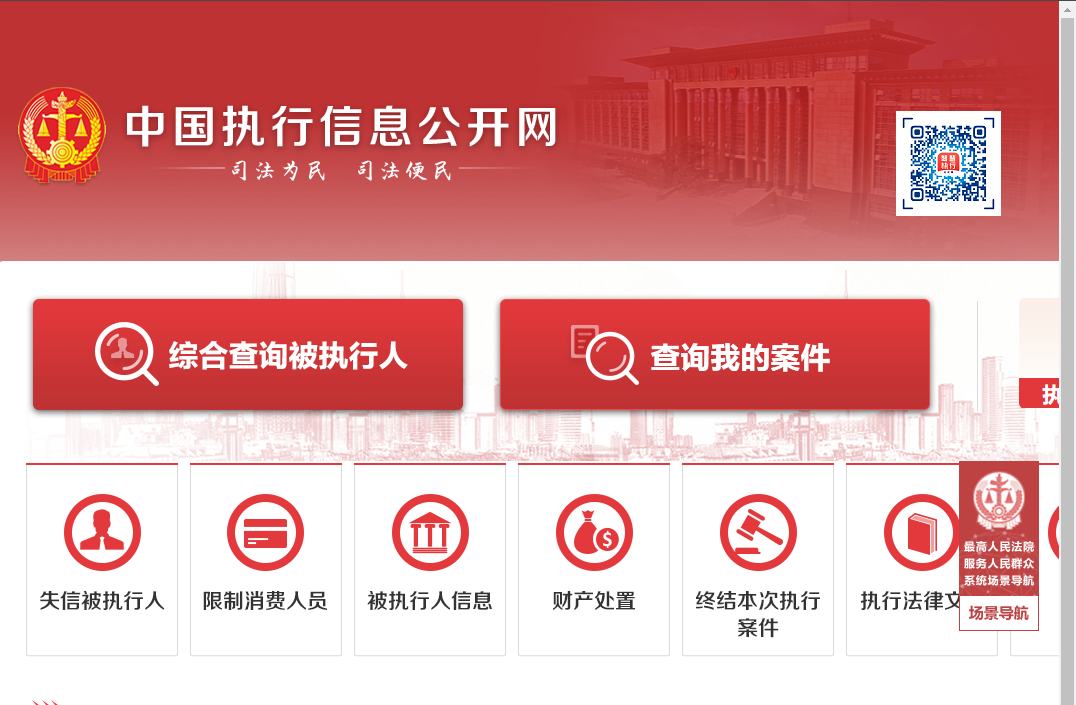 中国执行信息公开网
司法为民 司法便民
智慧
执行
综合查询被执行人
查询我的案件
执
最高人民法院
服务人民群众
系统场景导航
场景导航
失信被执行人
限制消费人员
被执行人信息
财产处置
终结本次执行
案件
执行法律文